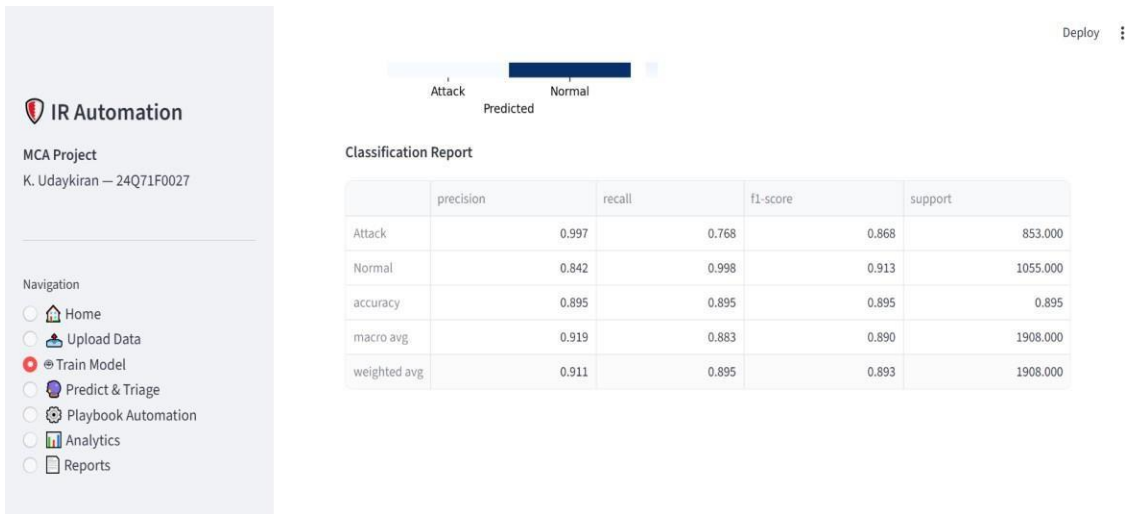 Deploy
IR Automation
MCA Project
K. Udaykiran — 24Q71F0027
Navigation
Home
Upload Data
Train Model
Predict & Triage
Playbook Automation
Analytics
Reports
Attack Normal
Predicted
Classification Report
precision recall f1-score support
Attack 0.997 0.768 0.868 853.000
Normal 0.842 0.998 0.913 1055.000
accuracy 0.895 0.895 0.895 0.895
macro avg 0.919 0.883 0.890 1908.000
weighted avg 0.911 0.895 0.893 1908.000